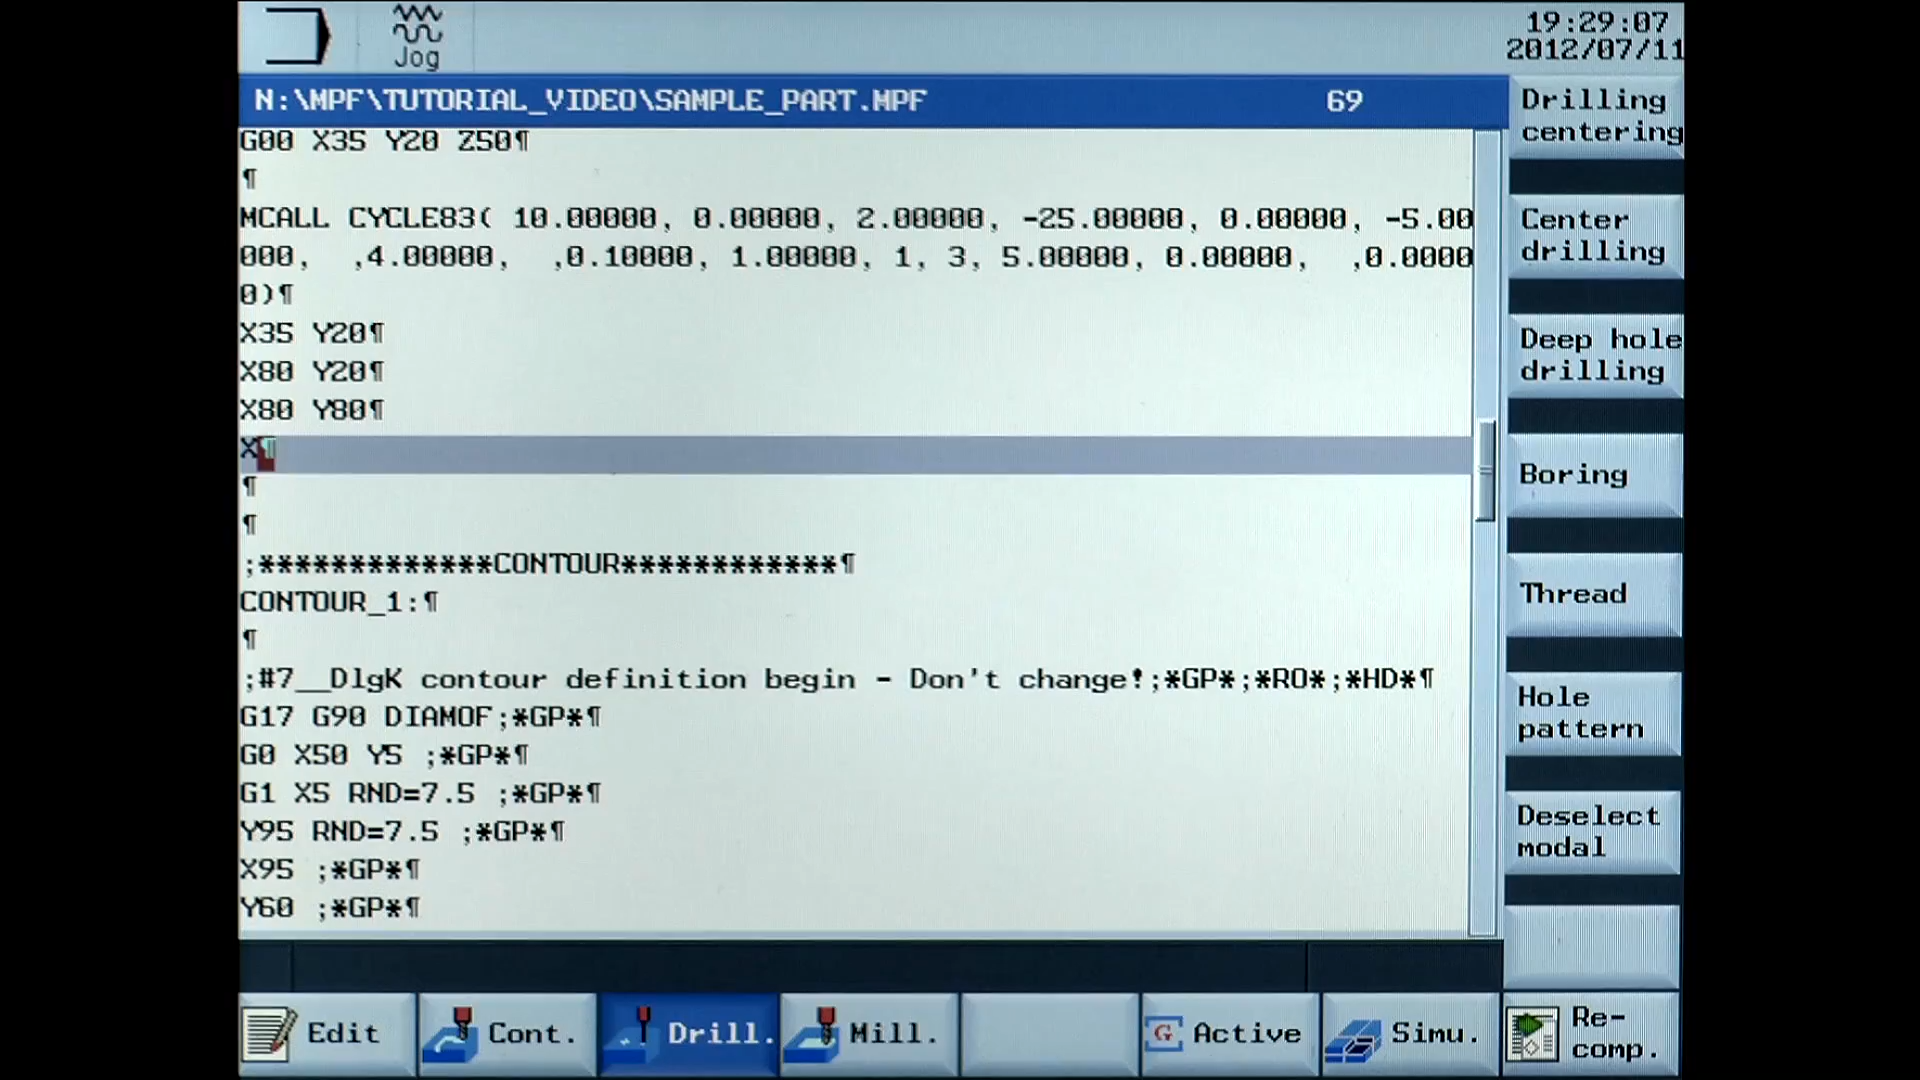 Jog
19:29:07
2012/07/11
N:\MPF\TUTORIAL_VIDEO\SAMPLE_PART.MPF 69
G00 X35 Y20 Z50¶
¶
MCALL CYCLE83( 10.00000, 0.00000, 2.00000, -25.00000, 0.00000, -5.00
000, ,4.00000, ,0.10000, 1.00000, 1, 3, 5.00000, 0.00000, ,0.0000
0)¶
X35 Y20¶
X80 Y20¶
X80 Y80¶
X¶
¶
¶
;*************CONTOUR************¶
CONTOUR_1:¶
¶
;#7__DlgK contour definition begin - Don't change!;*GP*;*RO*;*HD*¶
G17 G90 DIAMOF;*GP*¶
G0 X50 Y5 ;*GP*¶
G1 X5 RND=7.5 ;*GP*¶
Y95 RND=7.5 ;*GP*¶
X95 ;*GP*¶
Y60 ;*GP*¶
Drilling
centering
Center
drilling
Deep hole
drilling
Boring
Thread
Hole
pattern
Deselect
modal
Edit
Cont.
Drill.
Mill.
G Active
Simu.
Re-
comp.